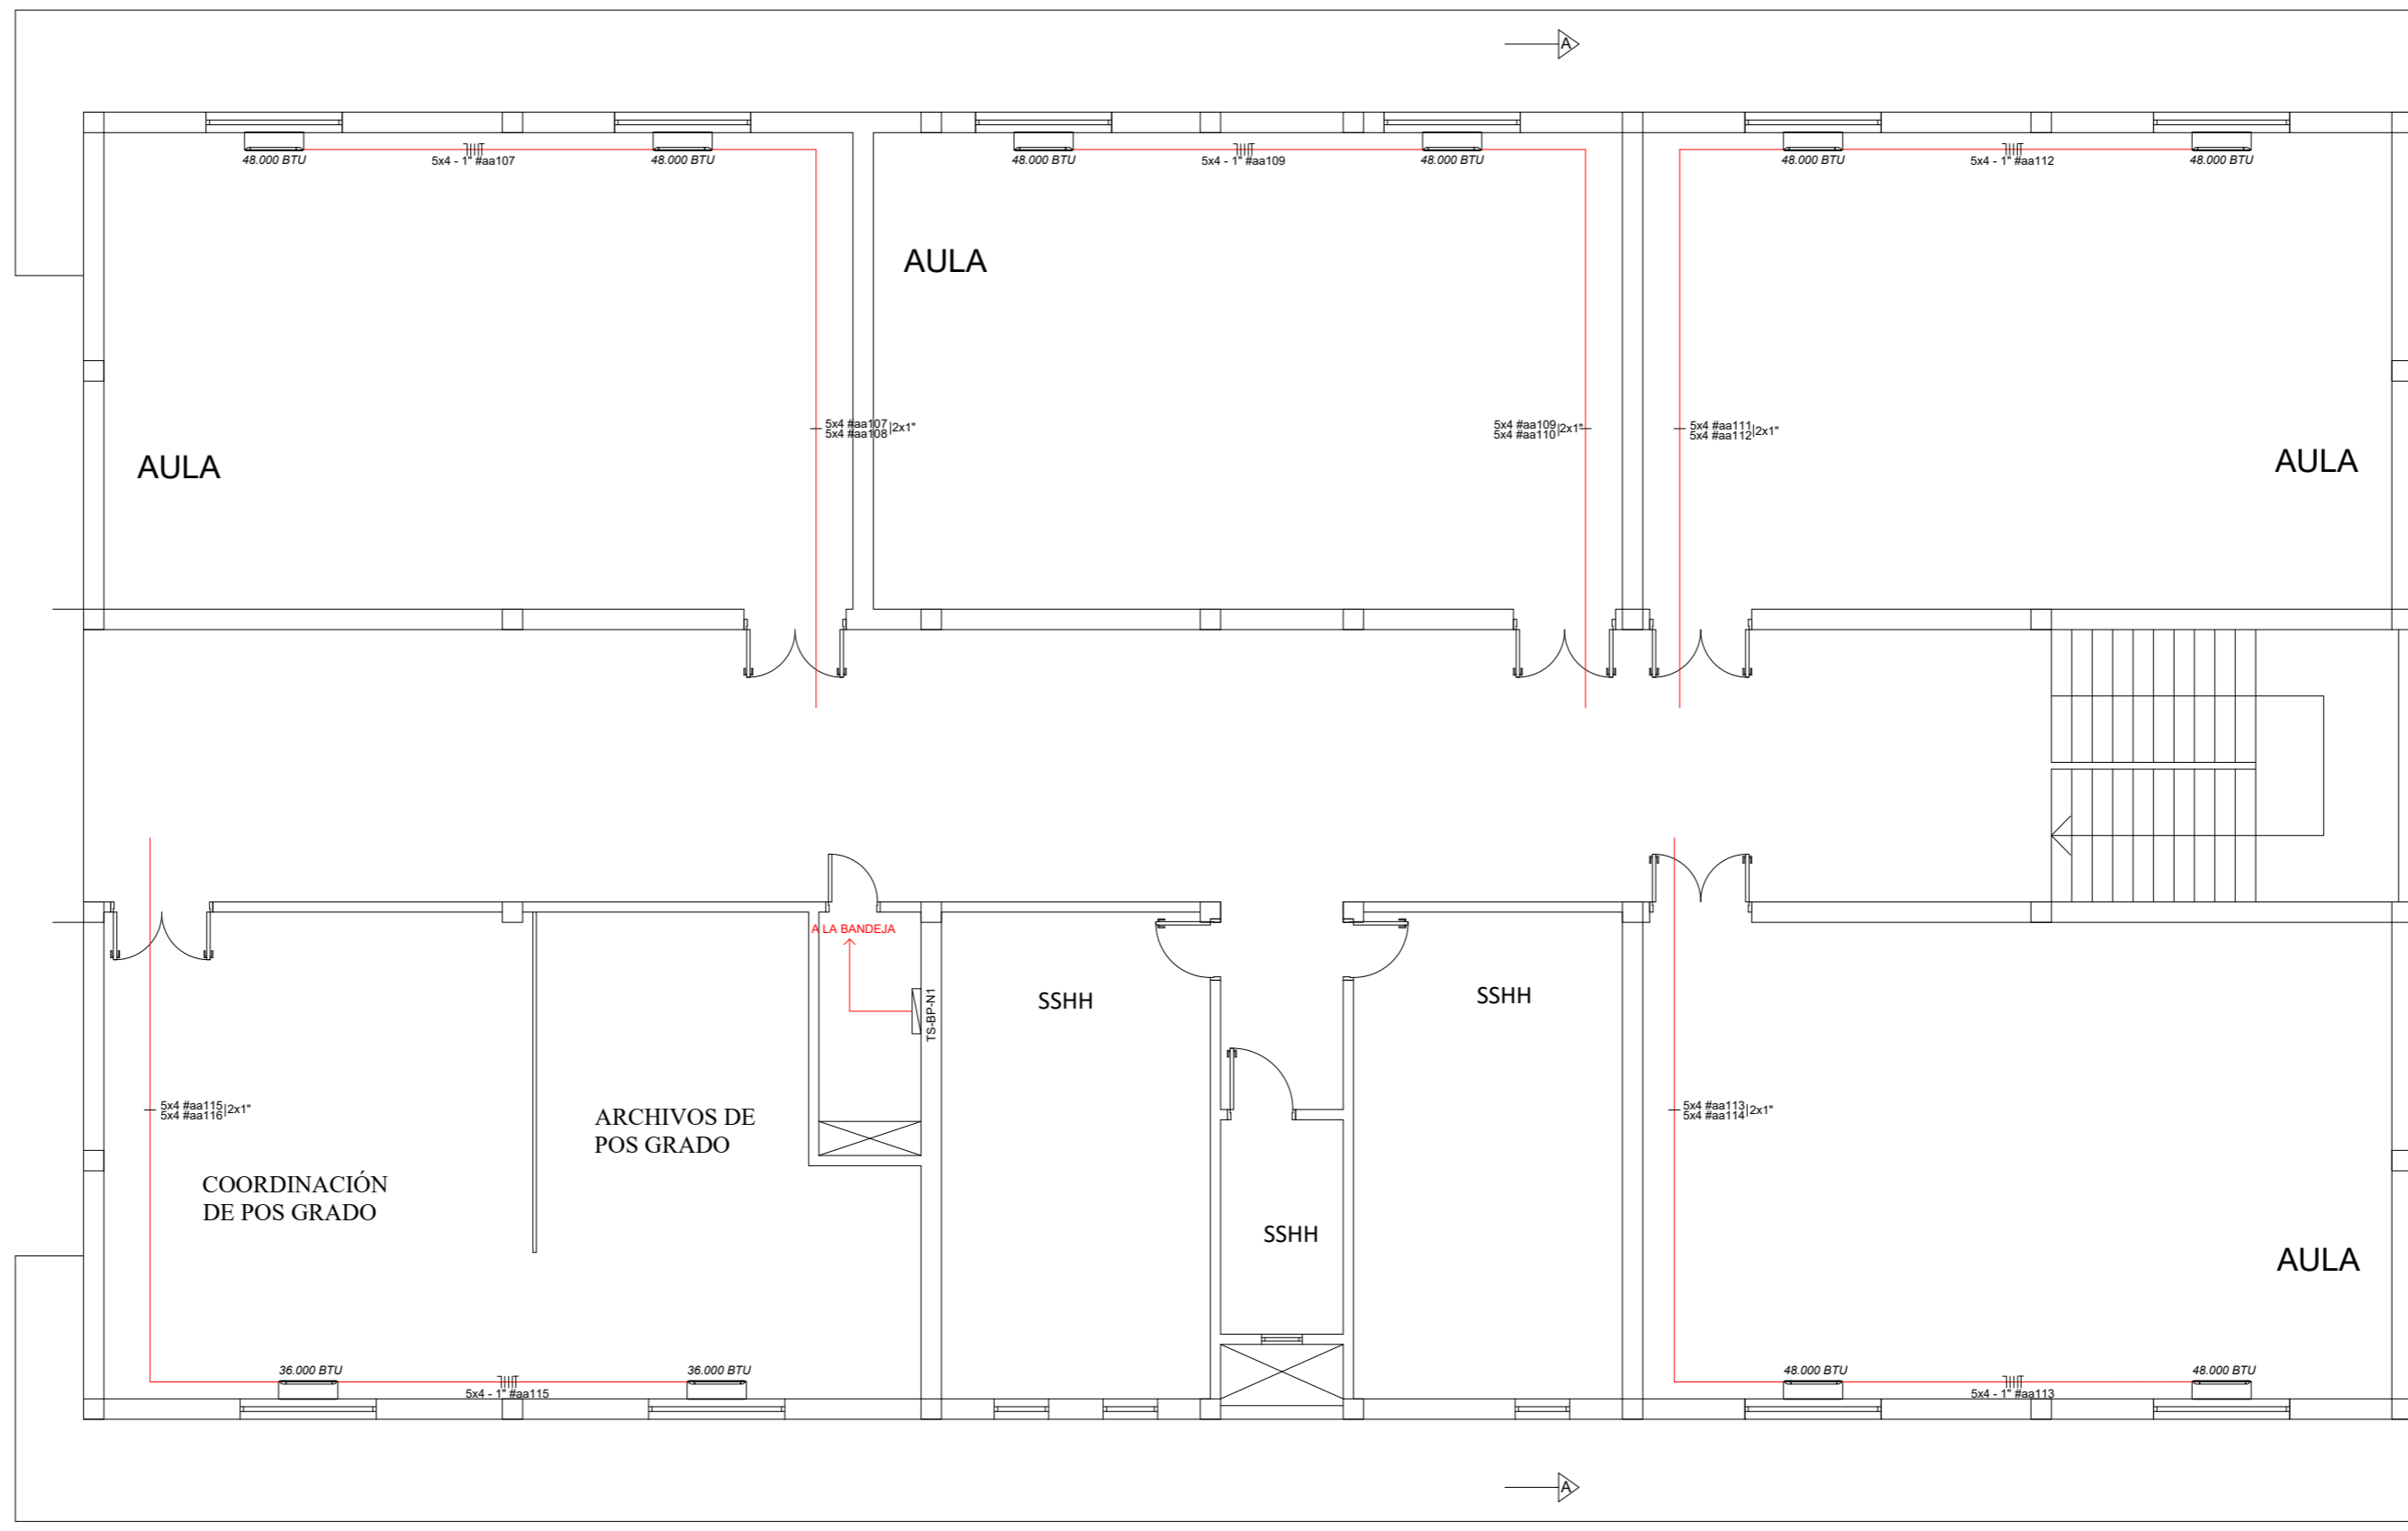 A
48.000 BTU
5x4 - 1" #aa107
48.000 BTU
48.000 BTU
5x4 - 1" #aa109
48.000 BTU
48.000 BTU
5x4 - 1" #aa112
48.000 BTU
AULA
5x4 #aa107|2x1"
5x4 #aa108
5x4 #aa109|2x1"
5x4 #aa110
5x4 #aa111|2x1"
5x4 #aa112
AULA
AULA
A LA BANDEJA
TS-BP-N1
SSHH
SSHH
5x4 #aa115|2x1"
5x4 #aa116
ARCHIVOS DE
POS GRADO
5x4 #aa113|2x1"
5x4 #aa114
COORDINACIÓN
DE POS GRADO
SSHH
AULA
36.000 BTU
5x4 - 1" #aa115
36.000 BTU
48.000 BTU
5x4 - 1" #aa113
48.000 BTU
A